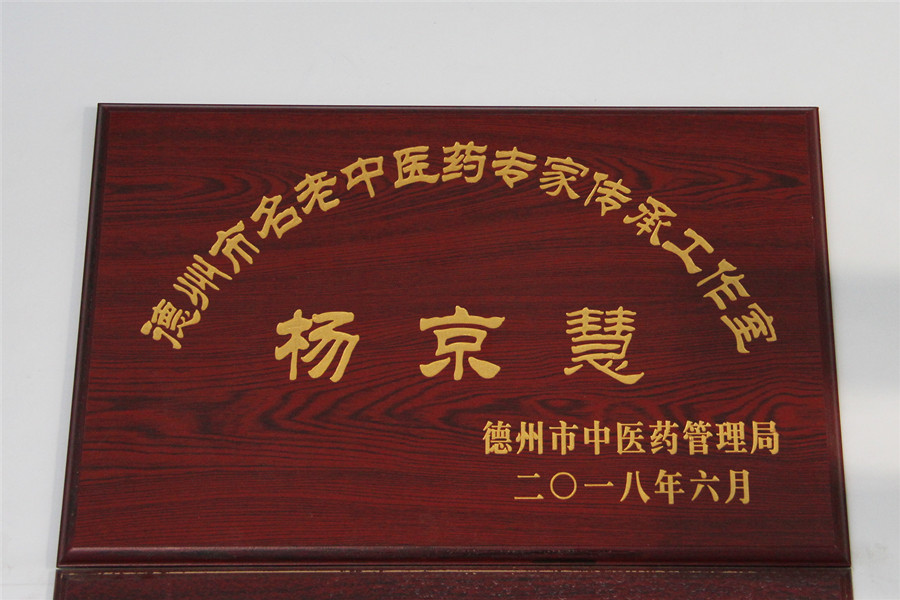 德州市名老中医药专家传承工作室
杨京慧
德州市中医药管理局
二〇一八年六月